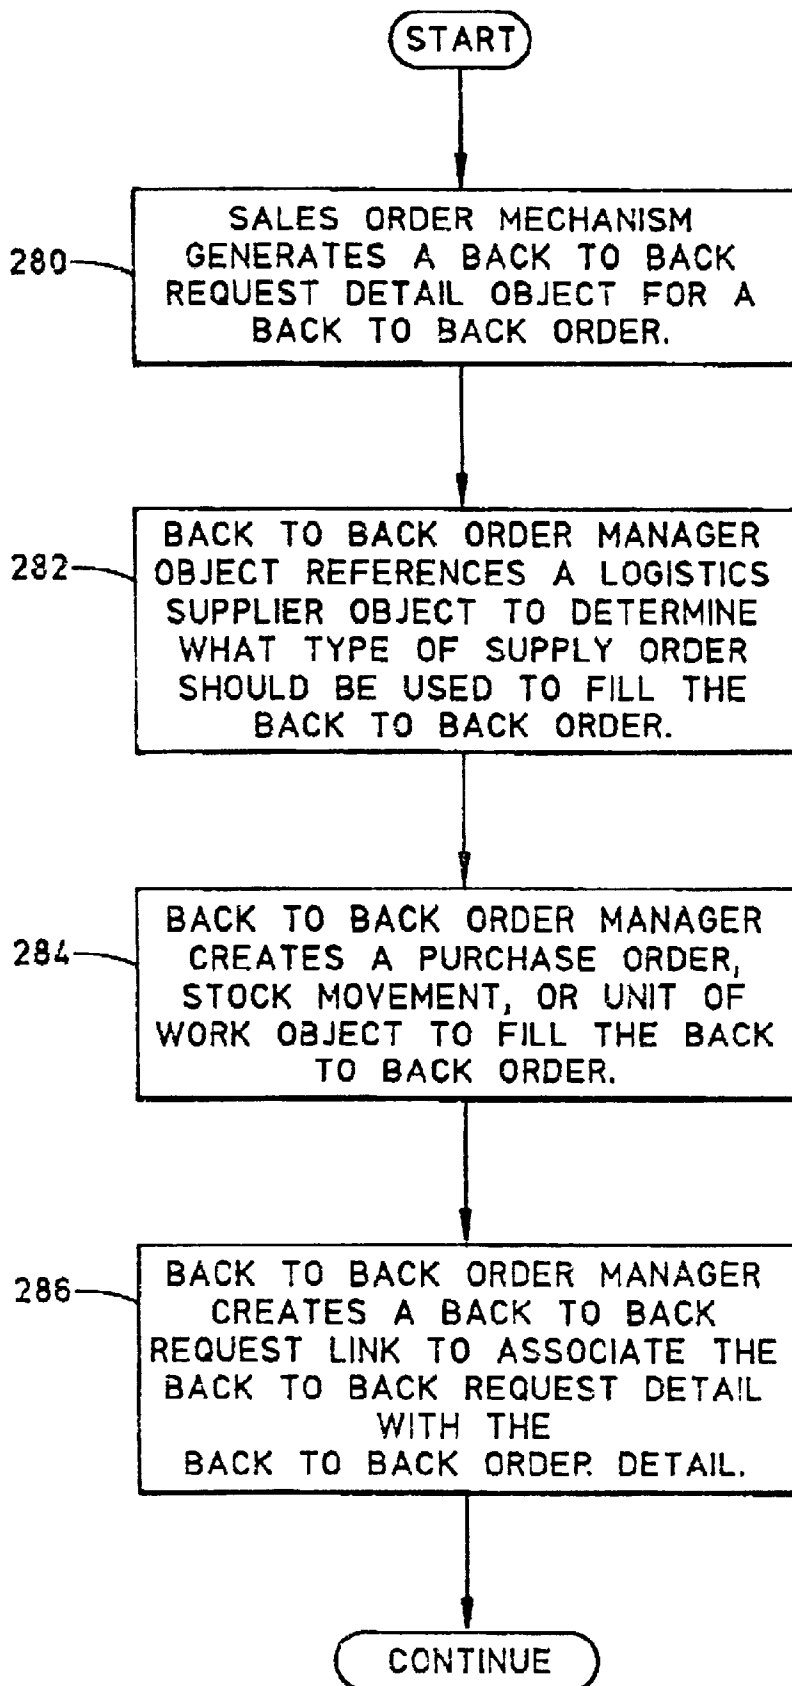 START
280
SALES ORDER MECHANISM
GENERATES A BACK TO BACK
REQUEST DETAIL OBJECT FOR A
BACK TO BACK ORDER.
282
BACK TO BACK ORDER MANAGER
OBJECT REFERENCES A LOGISTICS
SUPPLIER OBJECT TO DETERMINE
WHAT TYPE OF SUPPLY ORDER
SHOULD BE USED TO FILL THE
BACK TO BACK ORDER.
284
BACK TO BACK ORDER MANAGER
CREATES A PURCHASE ORDER,
STOCK MOVEMENT, OR UNIT OF
WORK OBJECT TO FILL THE BACK
TO BACK ORDER.
286
BACK TO BACK ORDER MANAGER
CREATES A BACK TO BACK
REQUEST LINK TO ASSOCIATE THE
BACK TO BACK REQUEST DETAIL
WITH THE
BACK TO BACK ORDER DETAIL.
CONTINUE